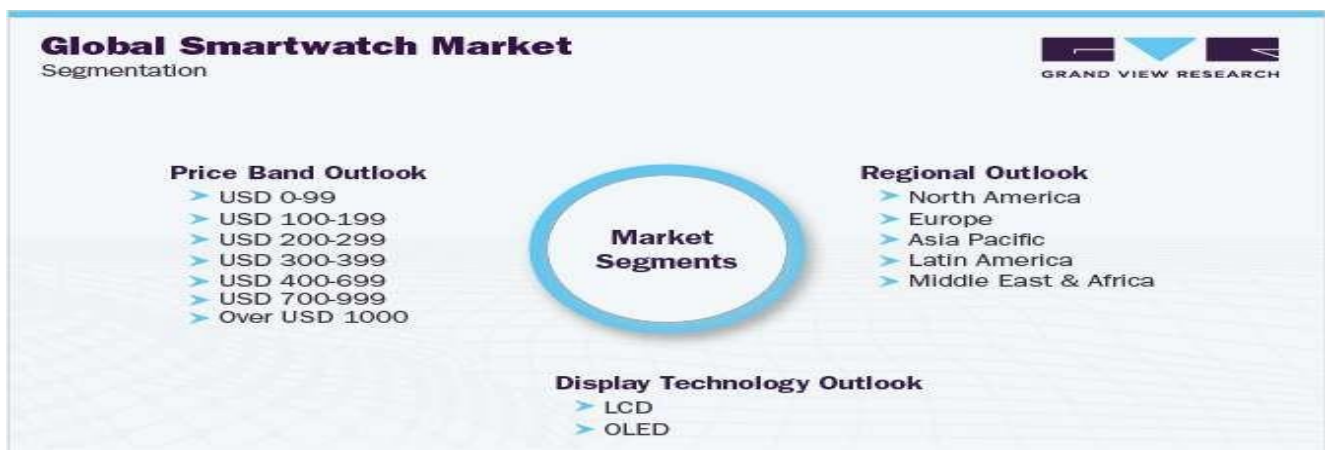 Global Smartwatch Market
Segmentation
GRAND VIEW RESEARCH
Price Band Outlook
USD 0-99
USD 100-199
USD 200-299
USD 300-399
USD 400-699
USD 700-999
Over USD 1000
Market
Segments
Regional Outlook
North America
Europe
Asia Pacific
Latin America
Middle East & Africa
Display Technology Outlook
LCD
OLED